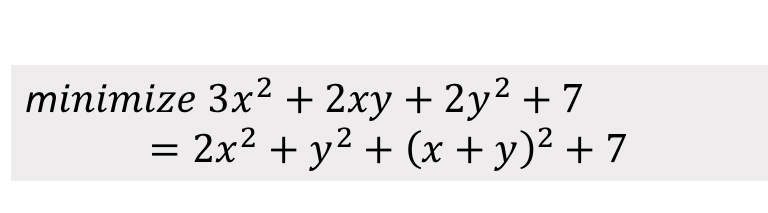 minimize 3x² + 2xy + 2y² + 7
= 2x² + y² + (x + y)² + 7